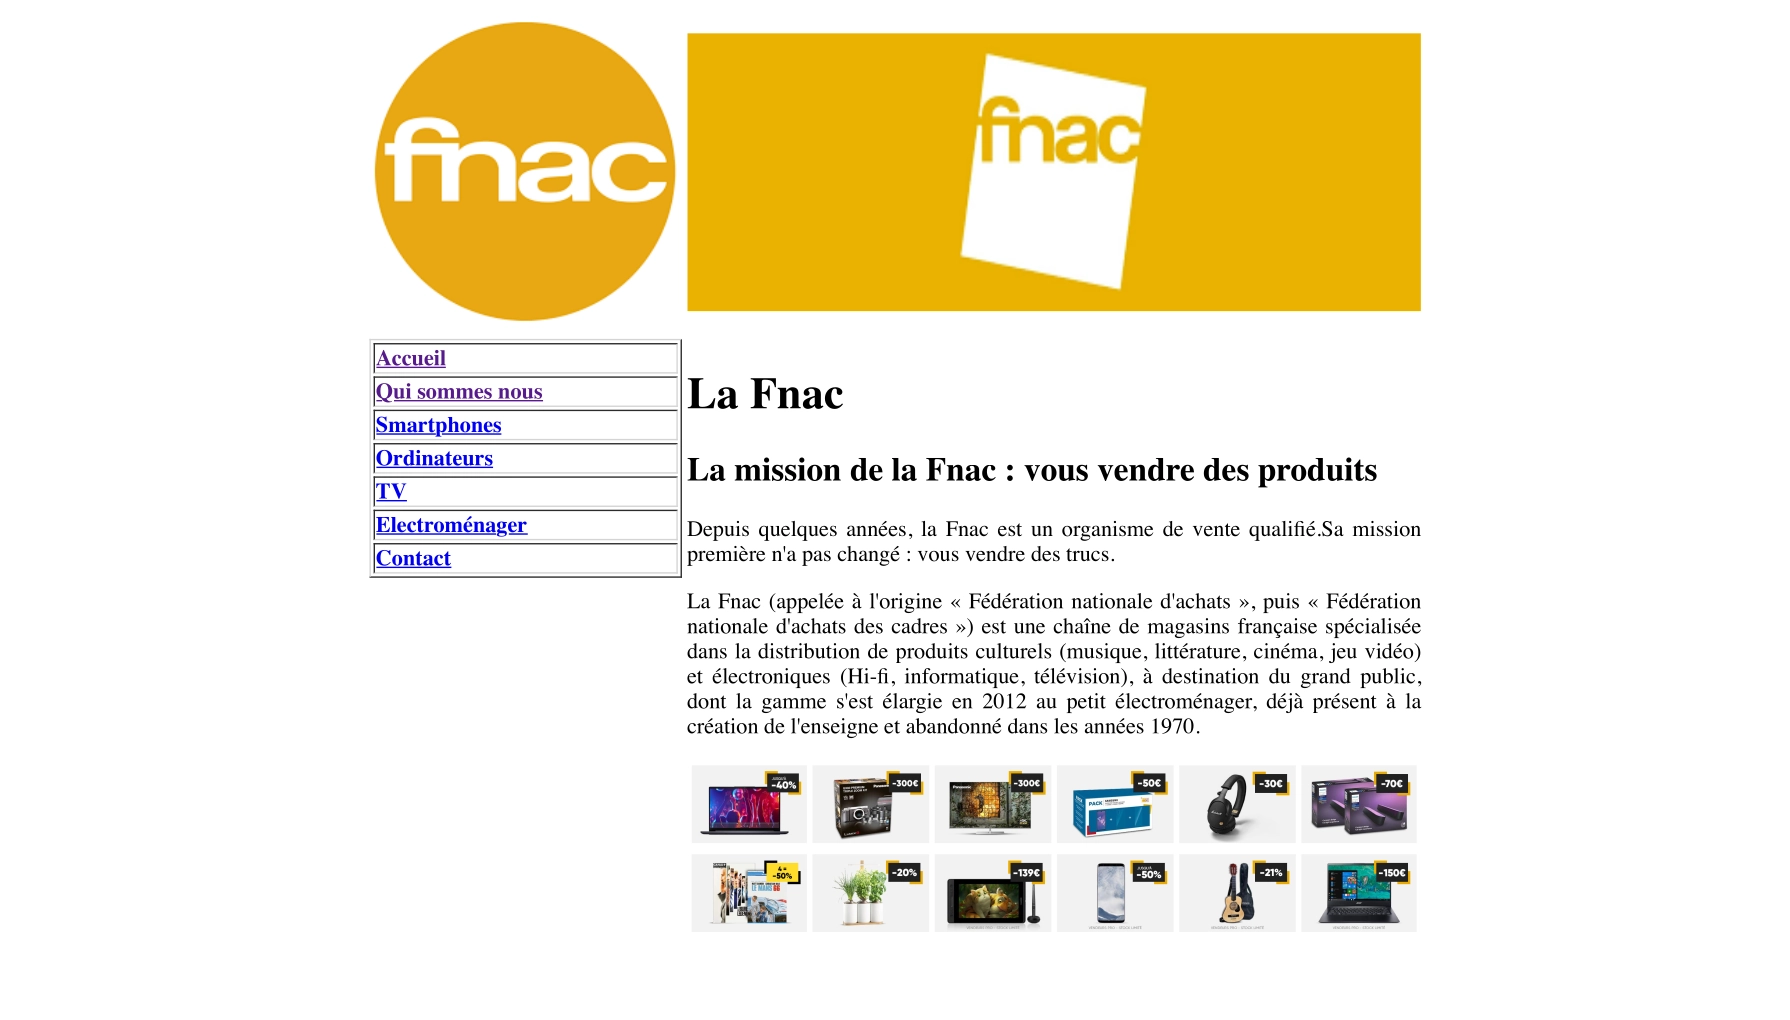 fnac
fnac
Accueil
Qui sommes nous
Smartphones
Ordinateurs
TV
Electroménager
Contact
La Fnac
La mission de la Fnac : vous vendre des produits
Depuis quelques années, la Fnac est un organisme de vente qualifié.Sa mission
première n'a pas changé : vous vendre des trucs.
La Fnac (appelée à l'origine « Fédération nationale d'achats », puis « Fédération
nationale d'achats des cadres ») est une chaîne de magasins française spécialisée
dans la distribution de produits culturels (musique, littérature, cinéma, jeu vidéo)
et électroniques (Hi-fi, informatique, télévision), à destination du grand public,
dont la gamme s'est élargie en 2012 au petit électroménager, déjà présent à la
création de l'enseigne et abandonné dans les années 1970.
JUSQU'À
-40%
-300€
-300€
-50€
-30€
-70€
Panasonic
PACK
-50%
-20%
-139€
JUSQU'À
-50%
-21%
-150€